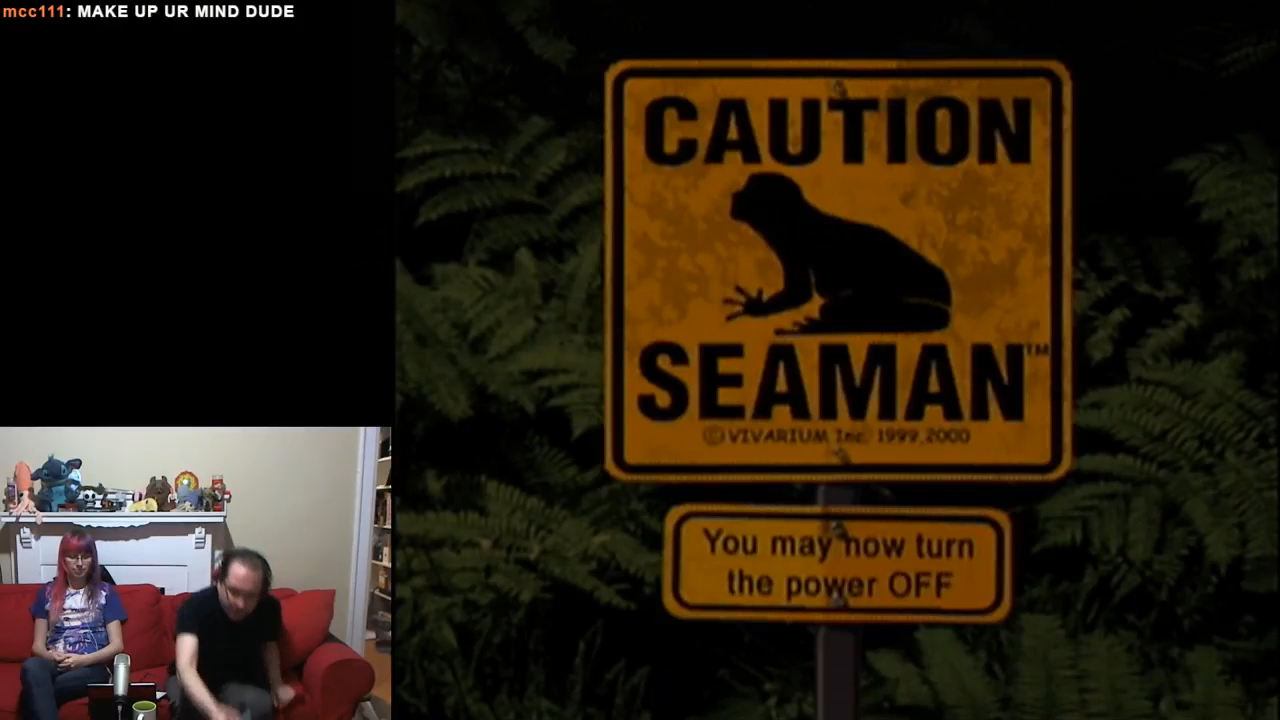 mcc111: MAKE UP UR MIND DUDE
CAUTION
SEAMAN™
©VIVARIUM Inc. 1999,2000
You may now turn
the power OFF